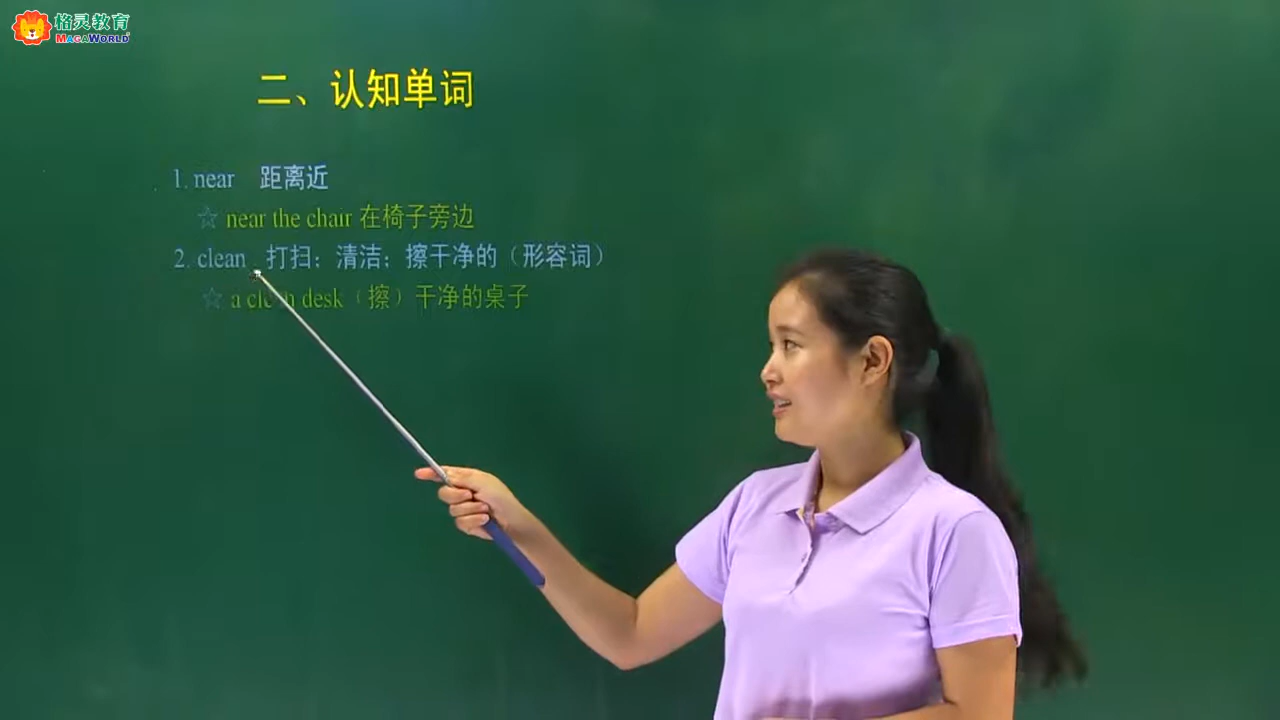 格灵教育
MAGAWORLD
二、认知单词
1. near 距离近
☆ near the chair 在椅子旁边
2. clean 打扫；清洁；擦干净的（形容词）
☆ a clean desk（擦）干净的桌子